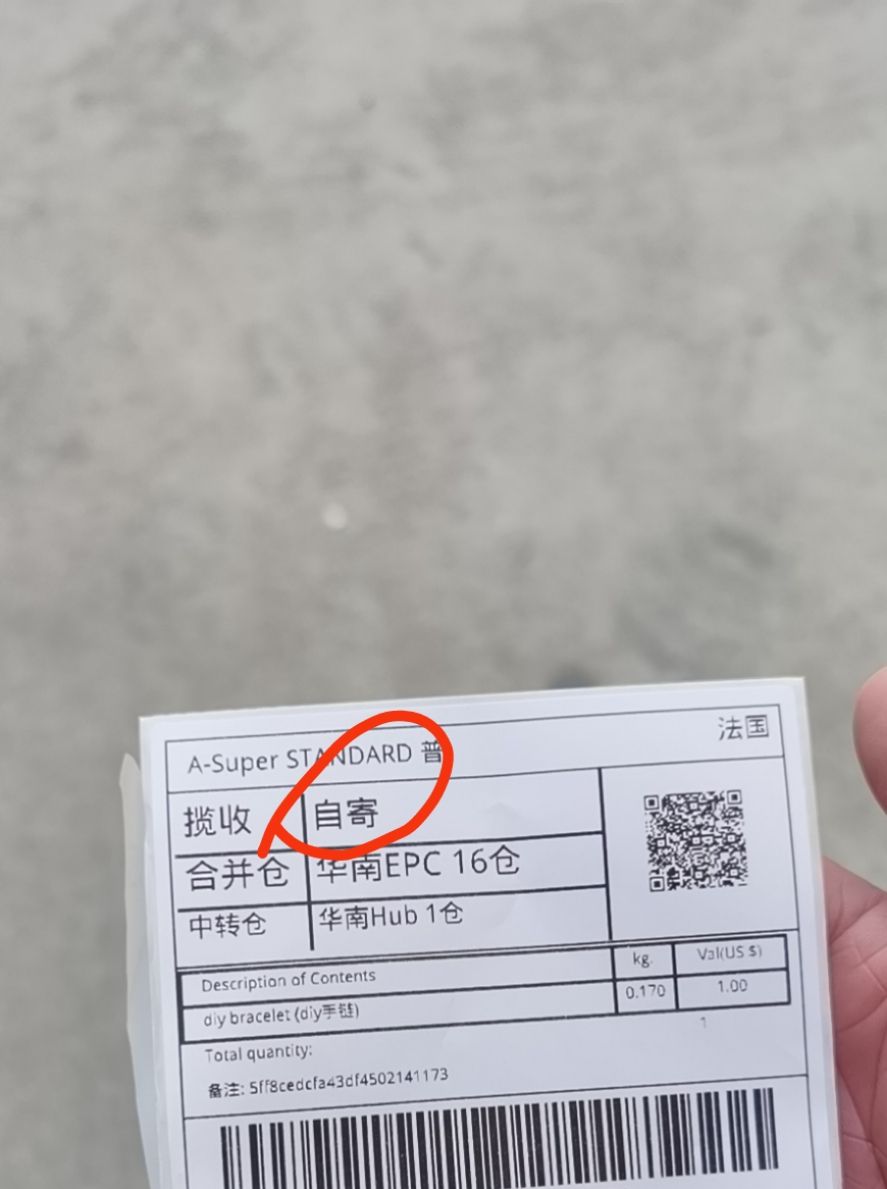 A-Super STANDARD 普
法国
揽收 自寄
合并仓 华南EPC 16仓
中转仓 华南Hub 1仓
Description of Contents kg. Val(US $)
diy bracelet (diy手链) 0.170 1.00
Total quantity: 1
备注: 5ff8cedcfa43df4502141173